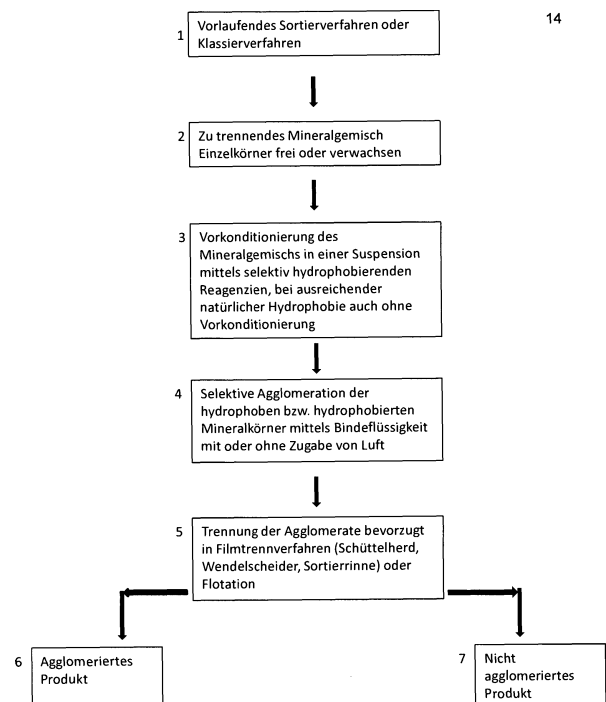 14
1 Vorlaufendes Sortierverfahren oder
Klassierverfahren
2 Zu trennendes Mineralgemisch
Einzelkörner frei oder verwachsen
3 Vorkonditionierung des
Mineralgemischs in einer Suspension
mittels selektiv hydrophobierenden
Reagenzien, bei ausreichender
natürlicher Hydrophobie auch ohne
Vorkonditionierung
4 Selektive Agglomeration der
hydrophoben bzw. hydrophobierten
Mineralkörner mittels Bindeflüssigkeit
mit oder ohne Zugabe von Luft
5 Trennung der Agglomerate bevorzugt
in Filmtrennverfahren (Schüttelherd,
Wendelscheider, Sortierrinne) oder
Flotation
6 Agglomeriertes
Produkt
7 Nicht
agglomeriertes
Produkt